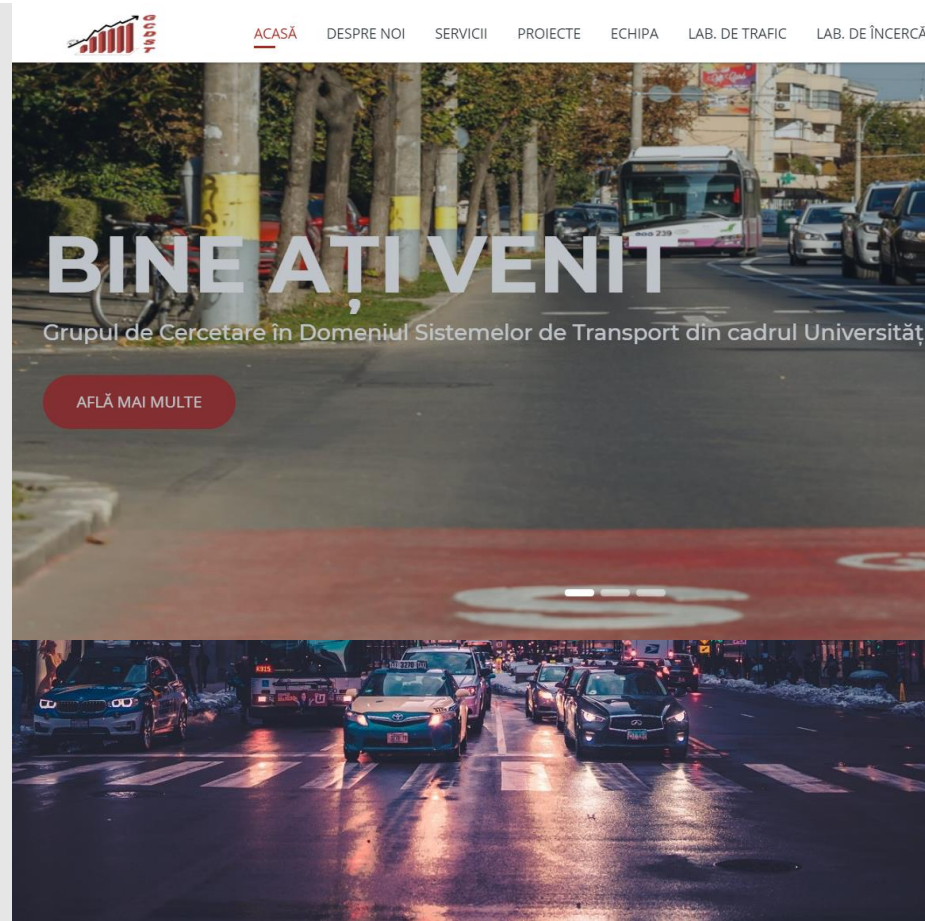 GCDST
ACASĂ DESPRE NOI SERVICII PROIECTE ECHIPA LAB. DE TRAFIC LAB. DE ÎNCERCĂ
BINE AȚI VENIT
Grupul de Cercetare în Domeniul Sistemelor de Transport din cadrul Universităț
AFLĂ MAI MULTE